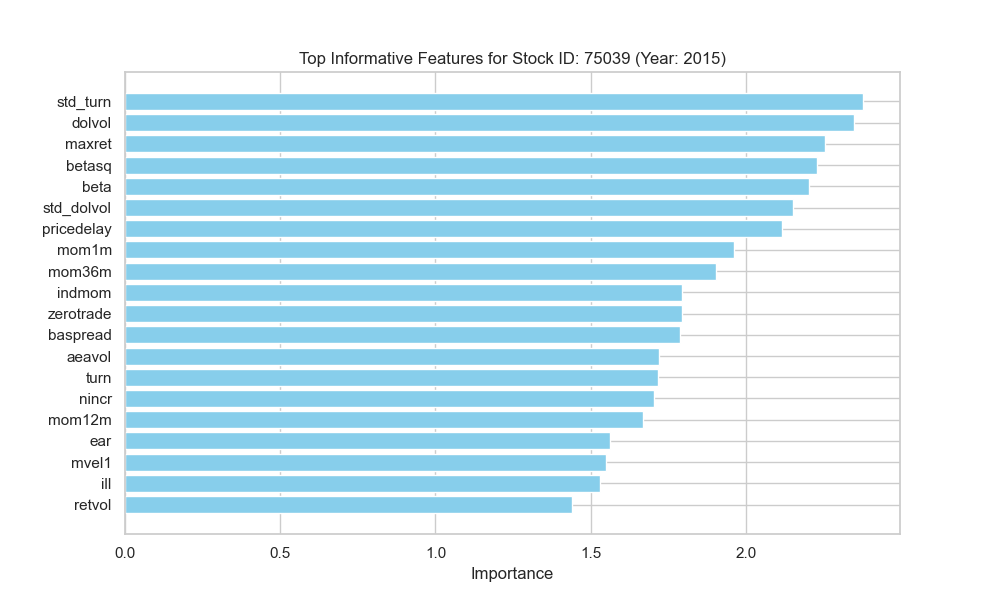 Top Informative Features for Stock ID: 75039 (Year: 2015)
std_turn
dolvol
maxret
betasq
beta
std_dolvol
pricedelay
mom1m
mom36m
indmom
zerotrade
baspread
aeavol
turn
nincr
mom12m
ear
mvel1
ill
retvol
0.0 0.5 1.0 1.5 2.0
Importance